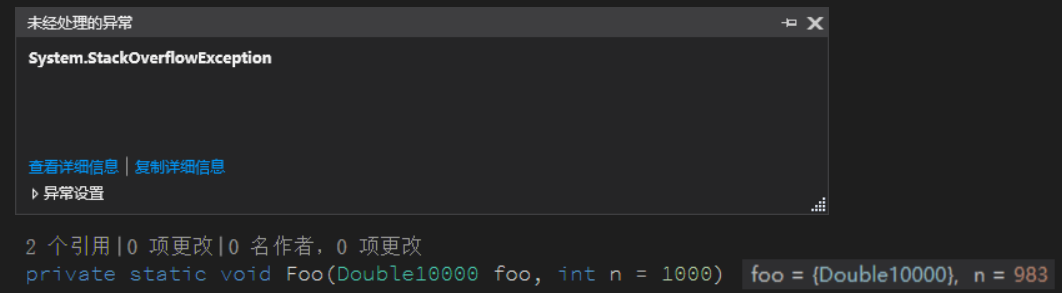 未经处理的异常
System.StackOverflowException
查看详细信息 | 复制详细信息
异常设置
2 个引用|0 项更改|0 名作者，0 项更改
private static void Foo(Double10000 foo, int n = 1000) foo = {Double10000}, n = 983